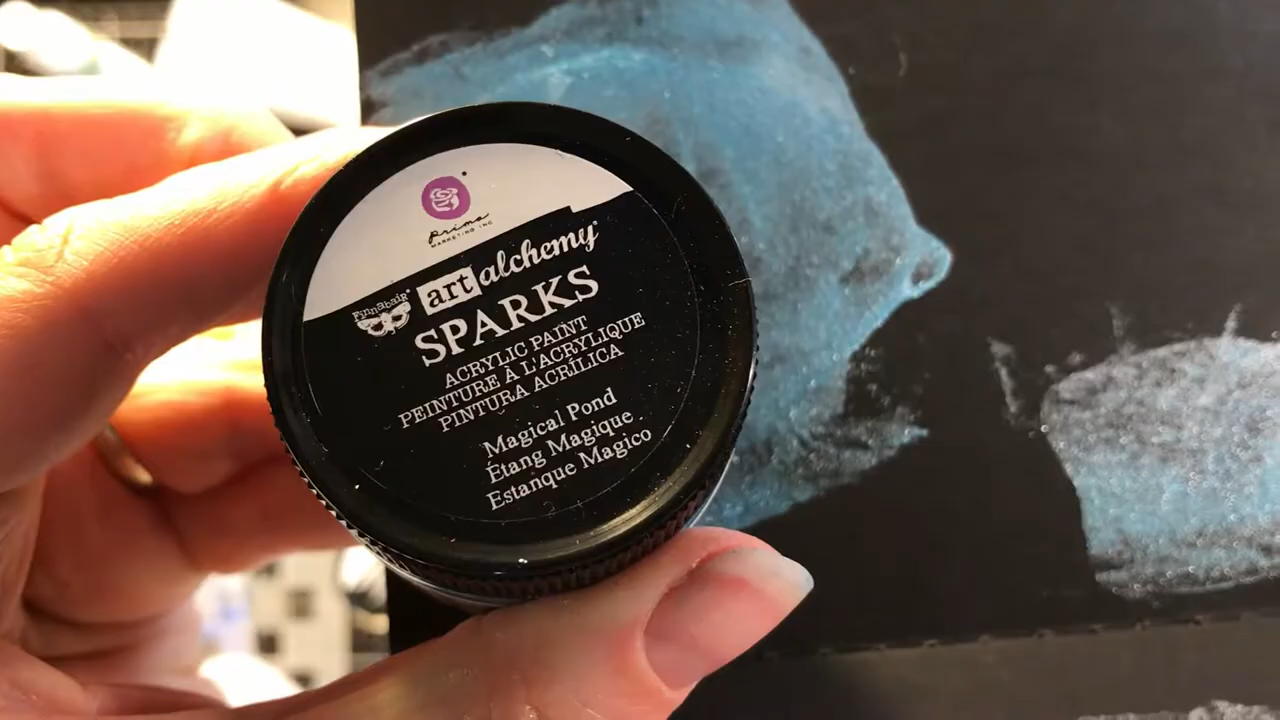 prima
MARKETING INC
Finnabair®
art alchemy®
SPARKS
ACRYLIC PAINT
PEINTURE À L'ACRYLIQUE
PINTURA ACRÍLICA
Magical Pond
Étang Magique
Estanque Magico